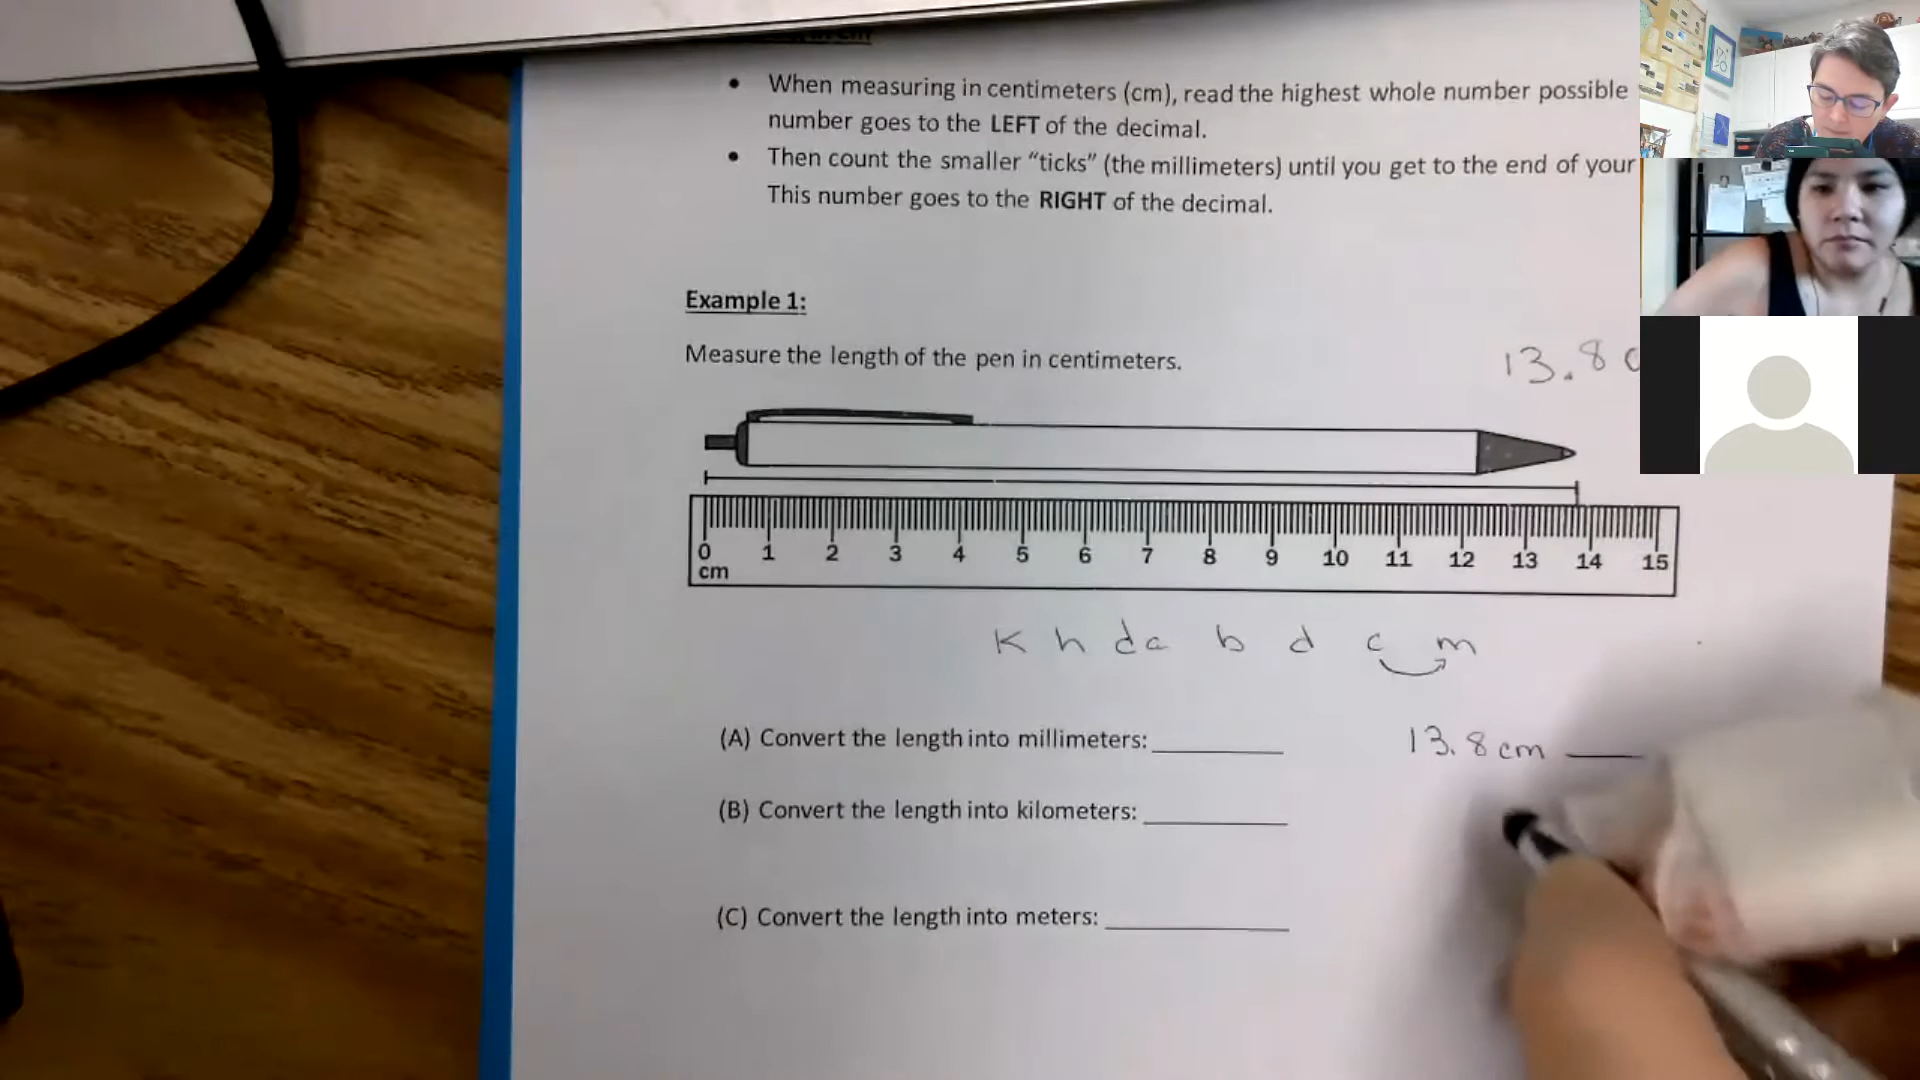 • When measuring in centimeters (cm), read the highest whole number possible
number goes to the LEFT of the decimal.
• Then count the smaller “ticks” (the millimeters) until you get to the end of your
This number goes to the RIGHT of the decimal.
Example 1:
Measure the length of the pen in centimeters. 13.8 c
0 1 2 3 4 5 6 7 8 9 10 11 12 13 14 15
cm
K h da b d c m
(A) Convert the length into millimeters: ________ 13.8 cm ____
(B) Convert the length into kilometers: ________
(C) Convert the length into meters: ________